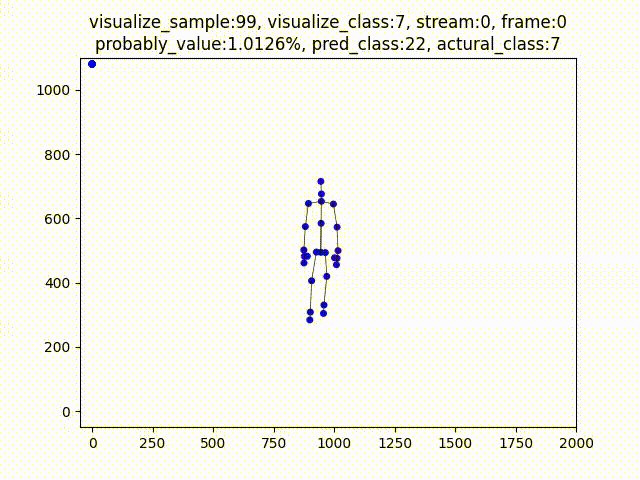 visualize_sample:99, visualize_class:7, stream:0, frame:0
probably_value:1.0126%, pred_class:22, actural_class:7
1000
800
600
400
200
0
0 250 500 750 1000 1250 1500 1750 2000